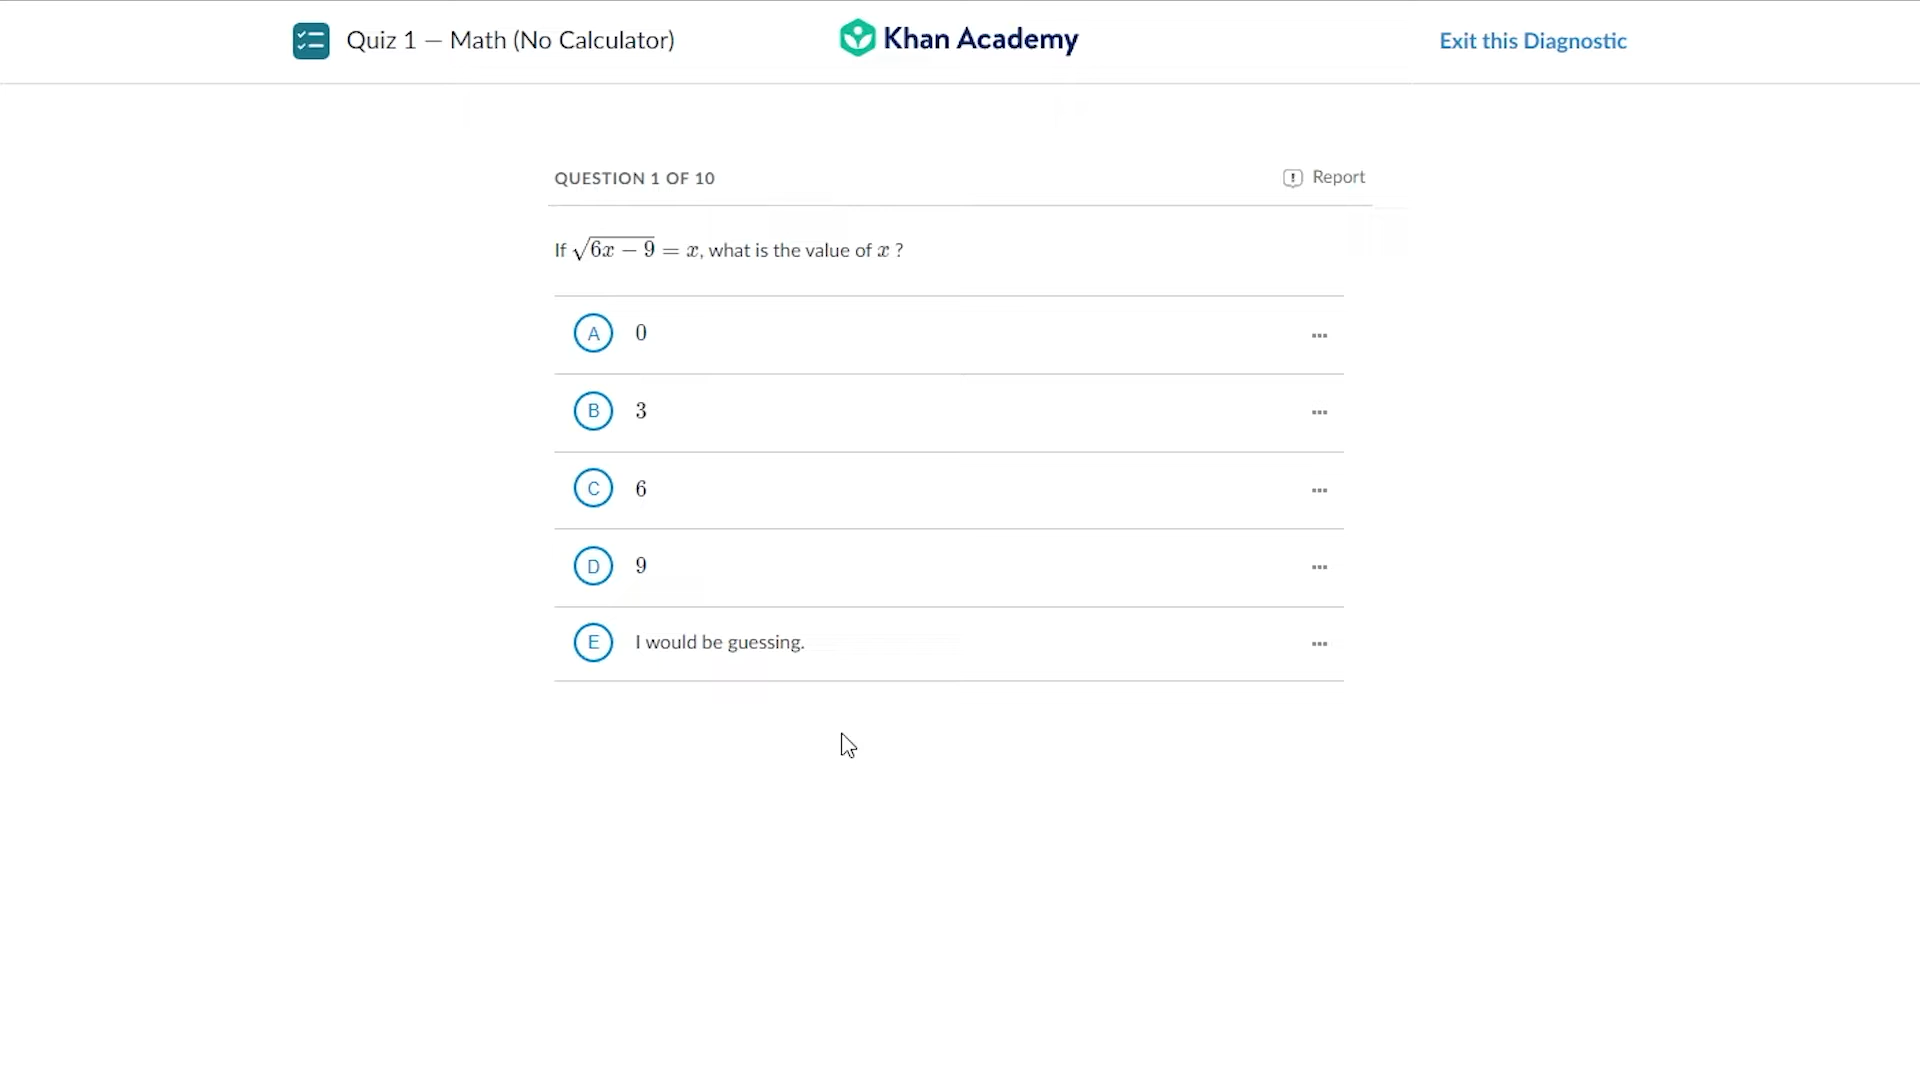 Quiz 1 — Math (No Calculator)
Khan Academy
Exit this Diagnostic
QUESTION 1 OF 10
Report
If √6x − 9 = x, what is the value of x ?
A 0
B 3
C 6
D 9
E I would be guessing.